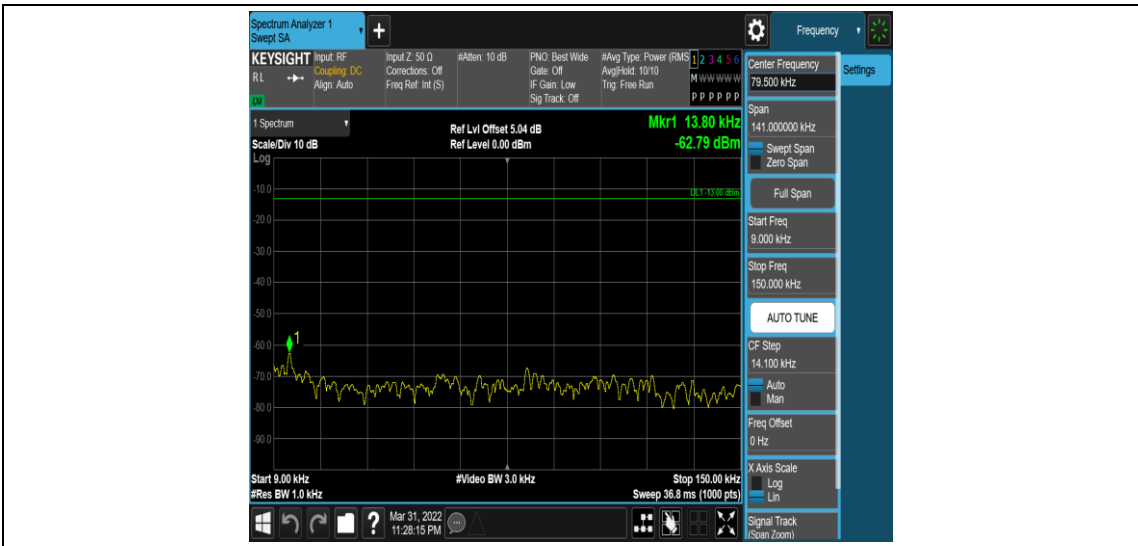 Spectrum Analyzer 1
Swept SA
Frequency
KEYSIGHT
RL
Input: RF
Coupling: DC
Align: Auto
Input Z: 50 Ω
Corrections: Off
Freq Ref: Int (S)
#Atten: 10 dB
PNO: Best Wide
Gate: Off
IF Gain: Low
Sig Track: Off
#Avg Type: Power (RMS
Avg|Hold: 10/10
Trig: Free Run
1 2 3 4 5 6
M W W W W W
P P P P P P
Center Frequency
79.500 kHz
Settings
Span
141.000000 kHz
Swept Span
Zero Span
Full Span
Start Freq
9.000 kHz
Stop Freq
150.000 kHz
AUTO TUNE
CF Step
14.100 kHz
Auto
Man
Freq Offset
0 Hz
X Axis Scale
Log
Lin
Signal Track
(Span Zoom)
1 Spectrum
Scale/Div 10 dB
Log
Ref Lvl Offset 5.04 dB
Ref Level 0.00 dBm
Mkr1 13.80 kHz
-62.79 dBm
DL1 -13.00 dBm
-10.0
-20.0
-30.0
-40.0
-50.0
-60.0
-70.0
-80.0
-90.0
1
Start 9.00 kHz
#Res BW 1.0 kHz
#Video BW 3.0 kHz
Stop 150.00 kHz
Sweep 36.8 ms (1000 pts)
Mar 31, 2022
11:28:15 PM